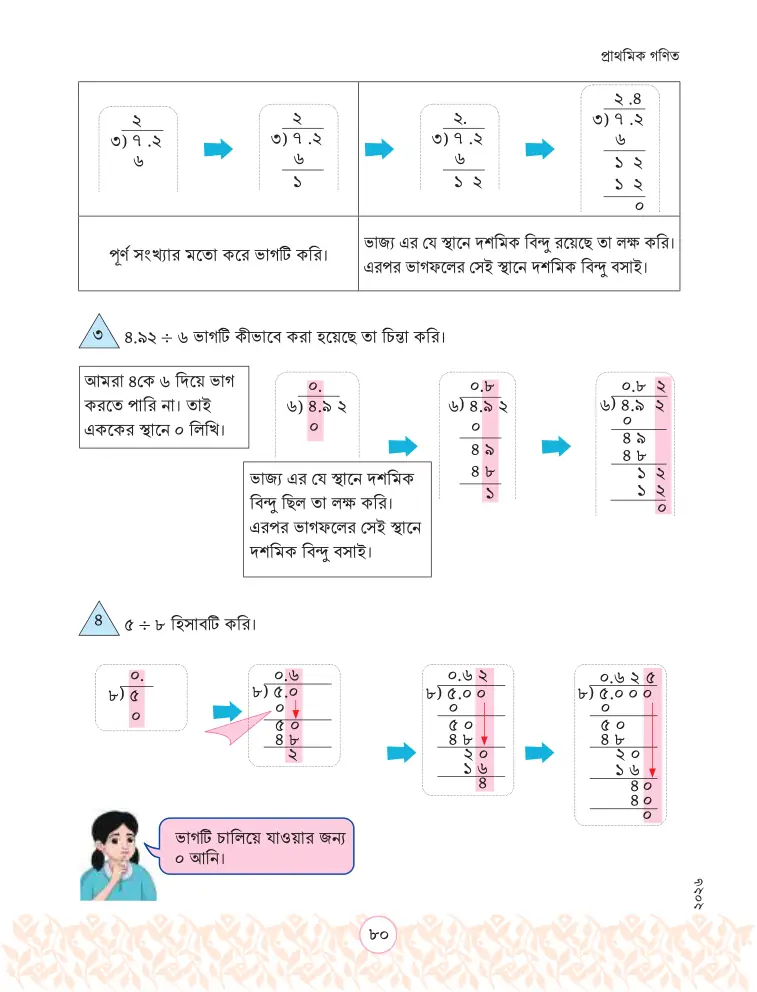 প্রাথমিক গণিত
২
৩) ৭ .২
৬
২
৩) ৭ .২
৬
১
২.
৩) ৭ .২
৬
১ ২
২ .৪
৩) ৭ .২
৬
১ ২
১ ২
০
পূর্ণ সংখ্যার মতো করে ভাগটি করি।
ভাজ্য এর যে স্থানে দশমিক বিন্দু রয়েছে তা লক্ষ করি।
এরপর ভাগফলের সেই স্থানে দশমিক বিন্দু বসাই।
৩
৪.৯২ ÷ ৬ ভাগটি কীভাবে করা হয়েছে তা চিন্তা করি।
আমরা ৪কে ৬ দিয়ে ভাগ
করতে পারি না। তাই
এককের স্থানে ০ লিখি।
০.
৬) ৪.৯ ২
০
ভাজ্য এর যে স্থানে দশমিক
বিন্দু ছিল তা লক্ষ করি।
এরপর ভাগফলের সেই স্থানে
দশমিক বিন্দু বসাই।
০.৮
৬) ৪.৯ ২
০
৪ ৯
৪ ৮
১
০.৮ ২
৬) ৪.৯ ২
০
৪ ৯
৪ ৮
১ ২
১ ২
০
৪
৫ ÷ ৮ হিসাবটি করি।
০.
৮) ৫
০
০.৬
৮) ৫.০
০
৫ ০
৪ ৮
২
০.৬ ২
৮) ৫.০ ০
০
৫ ০
৪ ৮
২ ০
১ ৬
৪
০.৬ ২ ৫
৮) ৫.০ ০ ০
০
৫ ০
৪ ৮
২ ০
১ ৬
৪ ০
৪ ০
০
ভাগটি চালিয়ে যাওয়ার জন্য
০ আনি।
২০২৬
৮০